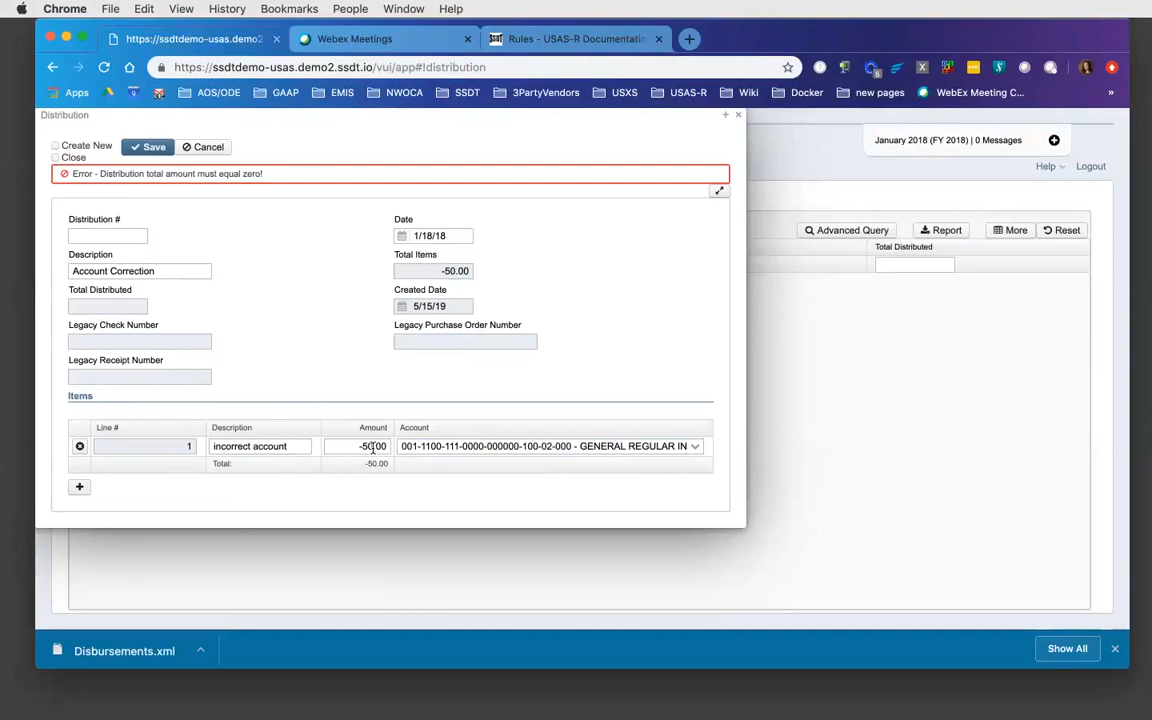 Chrome File Edit View History Bookmarks People Window Help
https://ssdtdemo-usas.demo2 Webex Meetings Rules - USAS-R Documentatio
https://ssdtdemo-usas.demo2.ssdt.io/vui/app#!distribution
Apps AOS/ODE GAAP EMIS NWOCA SSDT 3PartyVendors USXS USAS-R Wiki Docker new pages WebEx Meeting C... »
Distribution
January 2018 (FY 2018) | 0 Messages
Create New Save Cancel
Close
Help Logout
Error - Distribution total amount must equal zero!
Distribution # Date
1/18/18
Advanced Query Report More Reset
Total Distributed
Description Total Items
Account Correction -50.00
Total Distributed Created Date
5/15/19
Legacy Check Number Legacy Purchase Order Number
Legacy Receipt Number
Items
Line # Description Amount Account
1 incorrect account -50.00 001-1100-111-0000-000000-100-02-000 - GENERAL REGULAR IN
Total: -50.00
Disbursements.xml Show All